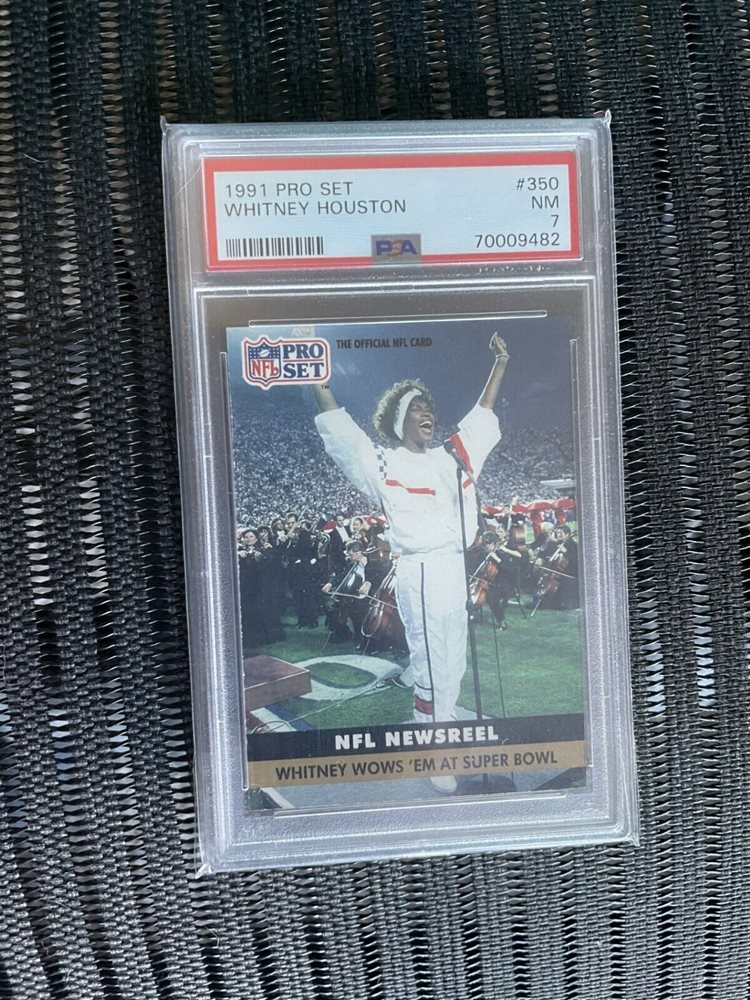 1991 PRO SET #350
WHITNEY HOUSTON NM
7
PSA 70009482
NFL PRO SET
THE OFFICIAL NFL CARD
TM
NFL NEWSREEL
WHITNEY WOWS 'EM AT SUPER BOWL